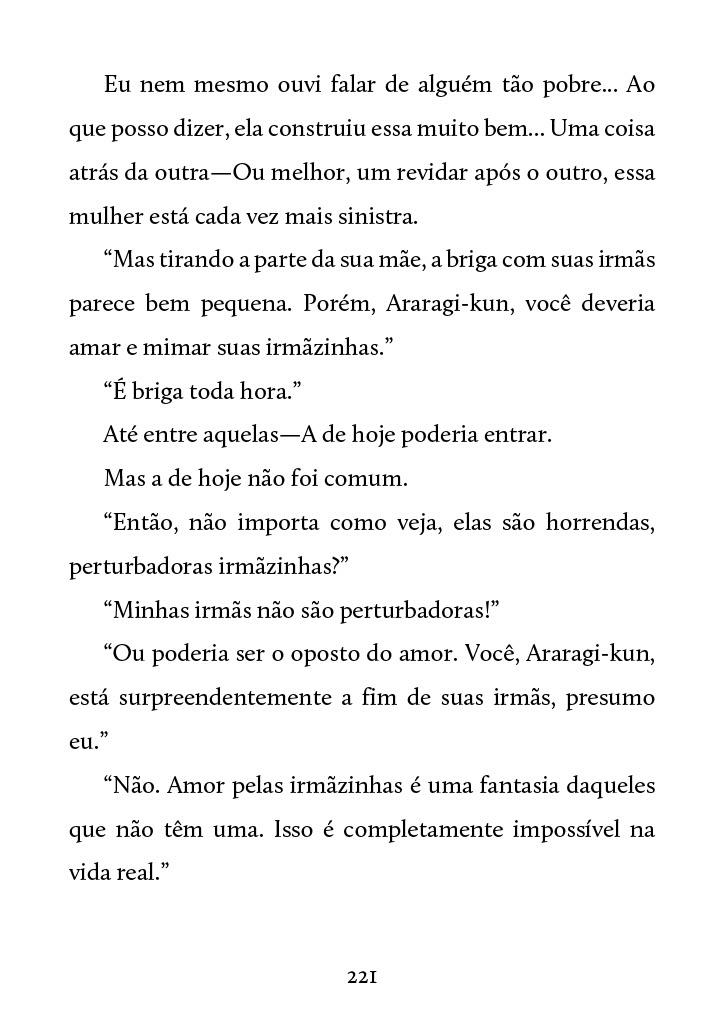 Eu nem mesmo ouvi falar de alguém tão pobre... Ao
que posso dizer, ela construiu essa muito bem... Uma coisa
atrás da outra—Ou melhor, um revidar após o outro, essa
mulher está cada vez mais sinistra.
“Mas tirando a parte da sua mãe, a briga com suas irmãs
parece bem pequena. Porém, Araragi-kun, você deveria
amar e mimar suas irmãzinhas.”
“É briga toda hora.”
Até entre aquelas—A de hoje poderia entrar.
Mas a de hoje não foi comum.
“Então, não importa como veja, elas são horrendas,
perturbadoras irmãzinhas?”
“Minhas irmãs não são perturbadoras!”
“Ou poderia ser o oposto do amor. Você, Araragi-kun,
está surpreendentemente a fim de suas irmãs, presumo
eu.”
“Não. Amor pelas irmãzinhas é uma fantasia daqueles
que não têm uma. Isso é completamente impossível na
vida real.”
221